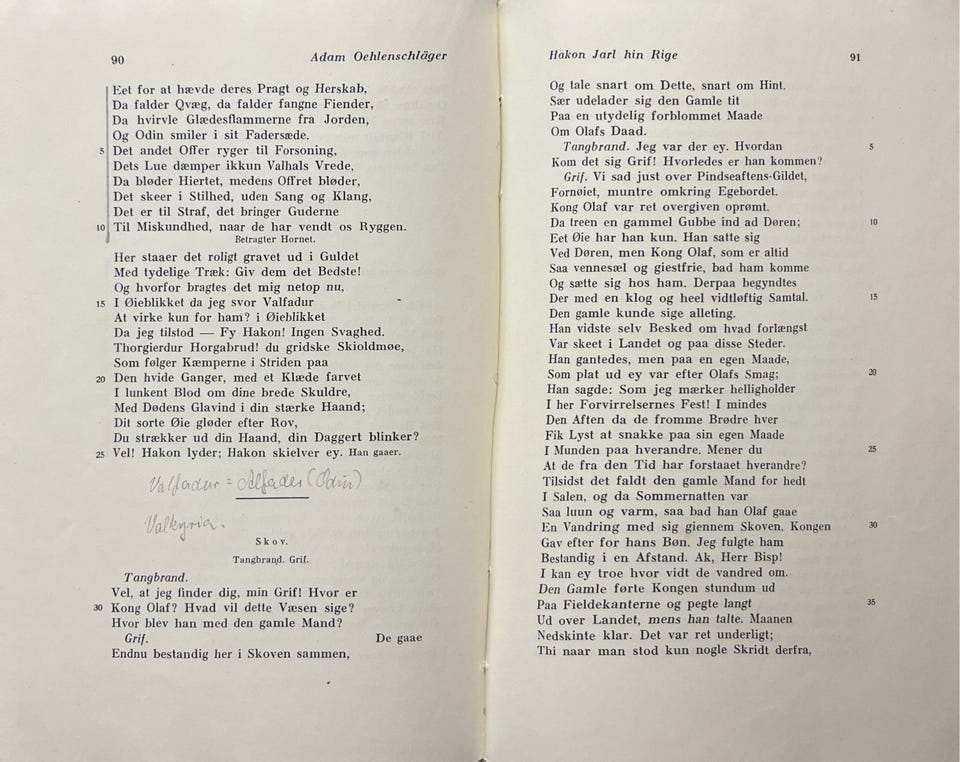 90
Adam Oehlenschläger
Eet for at hævde deres Pragt og Herskab,
Da falder Qvæg, da falder fangne Fiender,
Da hvirvle Glædesflammerne fra Jorden,
Og Odin smiler i sit Fadersæde.
5 Det andet Offer ryger til Forsoning,
Dets Lue dæmper ikkun Valhals Vrede,
Da bløder Hiertet, medens Offret bløder,
Det skeer i Stilhed, uden Sang og Klang,
Det er til Straf, det bringer Guderne
10 Til Miskundhed, naar de har vendt os Ryggen.
Betragter Hornet.
Her staaer det roligt gravet ud i Guldet
Med tydelige Træk: Giv dem det Bedste!
Og hvorfor bragtes det mig netop nu,
15 I Øieblikket da jeg svor Valfadur
At virke kun for ham? i Øieblikket
Da jeg tilstod — Fy Hakon! Ingen Svaghed.
Thorgierdur Horgabrud! du gridske Skioldmøe,
Som følger Kæmperne i Striden paa
20 Den hvide Ganger, med et Klæde farvet
I lunkent Blod om dine brede Skuldre,
Med Dødens Glavind i din stærke Haand;
Dit sorte Øie gløder efter Rov,
Du strækker ud din Haand, din Daggert blinker?
25 Vel! Hakon lyder; Hakon skielver ey. Han gaaer.
Valfadur = Alfader (Odin)
Valkyria.
Skov.
Tangbrand. Grif.
Tangbrand.
Vel, at jeg finder dig, min Grif! Hvor er
30 Kong Olaf? Hvad vil dette Væsen sige?
Hvor blev han med den gamle Mand?
Grif. De gaae
Endnu bestandig her i Skoven sammen,
Hakon Jarl hin Rige
91
Og tale snart om Dette, snart om Hint.
Sær udelader sig den Gamle tit
Paa en utydelig forblommet Maade
Om Olafs Daad.
Tangbrand. Jeg var der ey. Hvordan 5
Kom det sig Grif! Hvorledes er han kommen?
Grif. Vi sad just over Pindseaftens-Gildet,
Fornøiet, muntre omkring Egebordet.
Kong Olaf var ret overgiven oprømt.
Da treen en gammel Gubbe ind ad Døren; 10
Eet Øie har han kun. Han satte sig
Ved Døren, men Kong Olaf, som er altid
Saa vennesæl og giestfrie, bad ham komme
Og sætte sig hos ham. Derpaa begyndtes
Der med en klog og heel vidtløftig Samtal. 15
Den gamle kunde sige alleting.
Han vidste selv Besked om hvad forlængst
Var skeet i Landet og paa disse Steder.
Han gantedes, men paa en egen Maade,
Som plat ud ey var efter Olafs Smag; 20
Han sagde: Som jeg mærker helligholder
I her Forvirrelsernes Fest! I mindes
Den Aften da de fromme Brødre hver
Fik Lyst at snakke paa sin egen Maade
I Munden paa hverandre. Mener du 25
At de fra den Tid har forstaaet hverandre?
Tilsidst det faldt den gamle Mand for hedt
I Salen, og da Sommernatten var
Saa luun og varm, saa bad han Olaf gaae
En Vandring med sig giennem Skoven. Kongen 30
Gav efter for hans Bøn. Jeg fulgte ham
Bestandig i en Afstand. Ak, Herr Bisp!
I kan ey troe hvor vidt de vandred om.
Den Gamle førte Kongen stundum ud
Paa Fieldekanterne og pegte langt 35
Ud over Landet, mens han talte. Maanen
Nedskinte klar. Det var ret underligt;
Thi naar man stod kun nogle Skridt derfra,